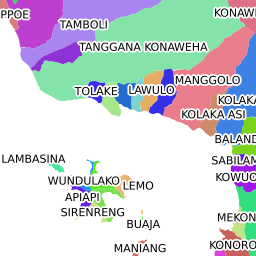 PPOE
KONAW
TAMBOLI
TANGGANA KONAWEHA
MANGGOLO
TOLAKE
LAWULO
KOLAKA
KOLAKA ASI
BALAND
LAMBASINA
SABILAM
WUNDULAKO
LEMO
KOWUO
APIAPI
SIRENRENG
MEKON
BUAJA
MANIANG
KONORO